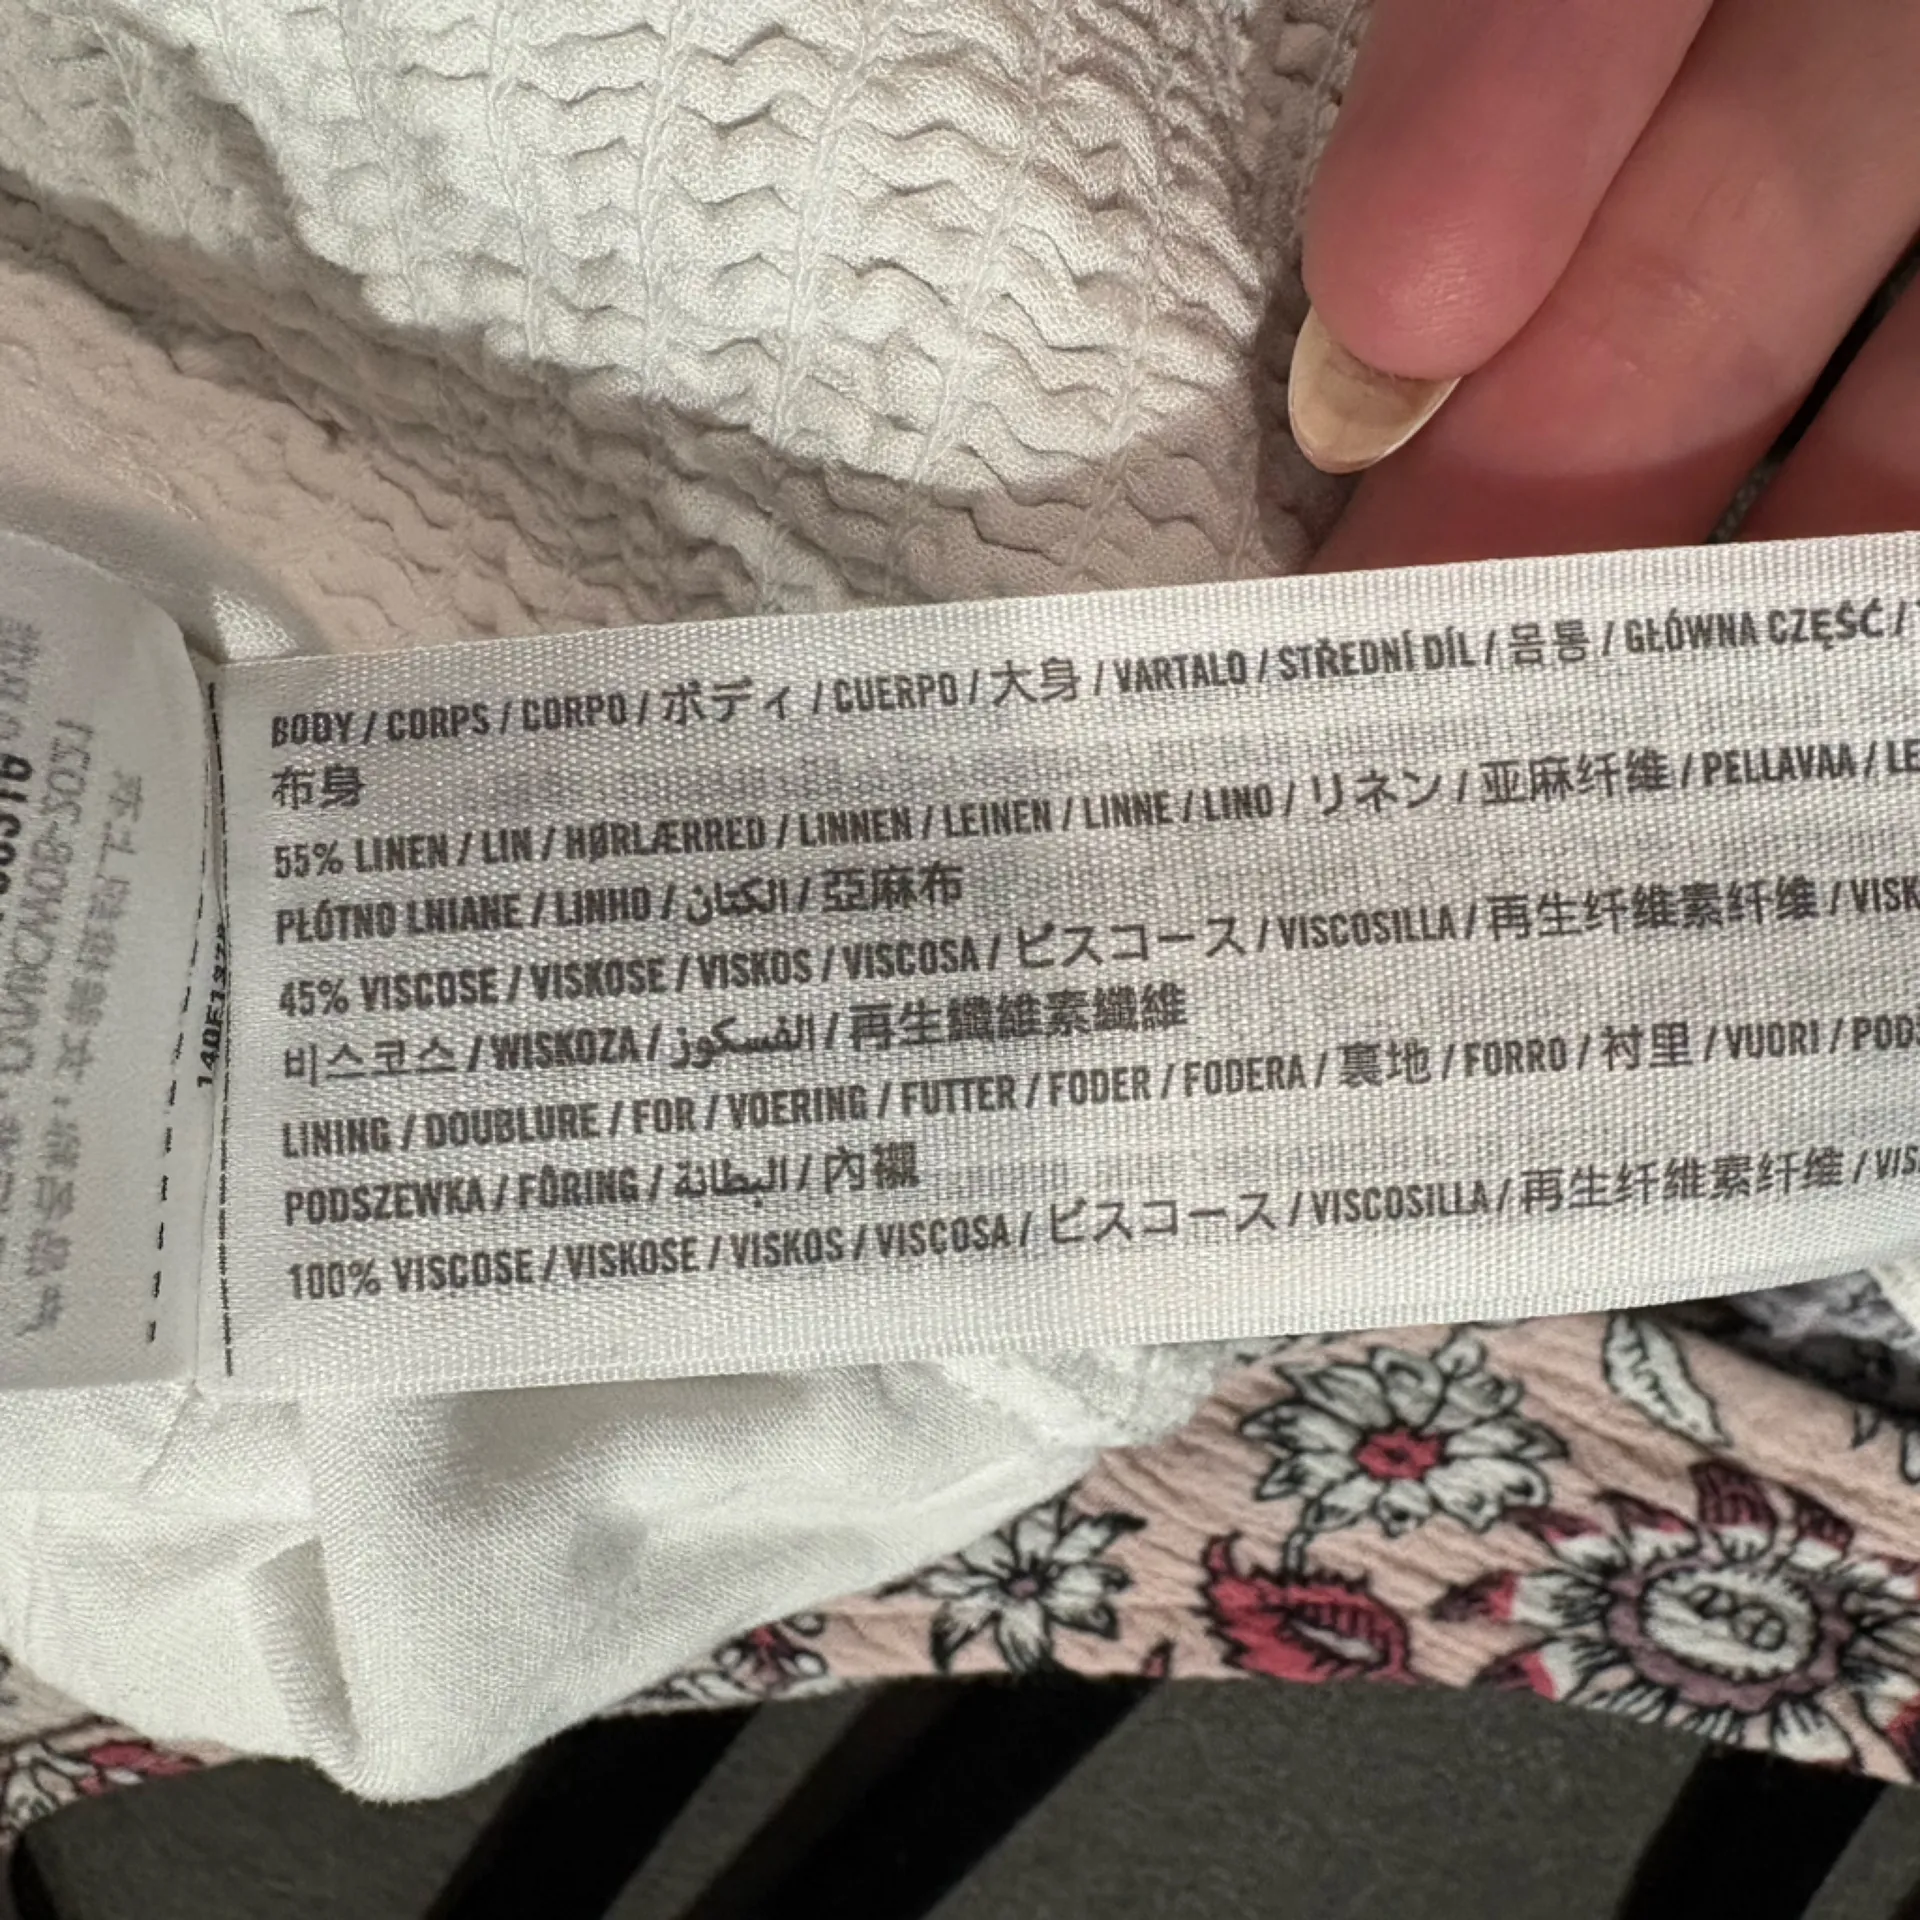 BODY / CORPS / CORPO / ボディ / CUERPO / 大身 / VARTALO / STŘEDNÍ DÍL / 몸통 / GŁÓWNA CZĘŚĆ /
布身
55% LINEN / LIN / HØRLÆRRED / LINNEN / LEINEN / LINNE / LINO / リネン / 亚麻纤维 / PELLAVAA / LE
PŁÓTNO LNIANE / LINHO / الكتان / 亞麻布
45% VISCOSE / VISKOSE / VISKOS / VISCOSA / ビスコース / VISCOSILLA / 再生纤维素纤维 / VISK
비스코스 / WISKOZA / الفسكوز / 再生纖維素纖維
LINING / DOUBLURE / FOR / VOERING / FUTTER / FODER / FODERA / 裏地 / FORRO / 衬里 / VUORI / PODŠ
PODSZEWKA / FÔRING / البطانة / 內襯
100% VISCOSE / VISKOSE / VISKOS / VISCOSA / ビスコース / VISCOSILLA / 再生纤维素纤维 / VIS